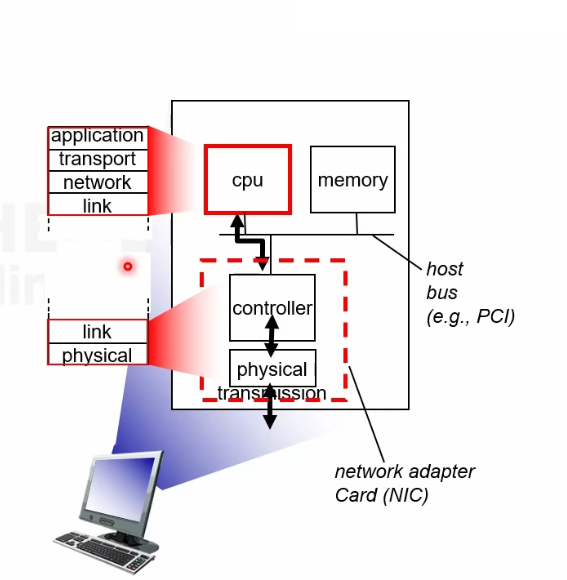 application
transport
network
link
cpu
memory
host
bus
(e.g., PCI)
controller
link
physical
physical
transmission
network adapter
Card (NIC)